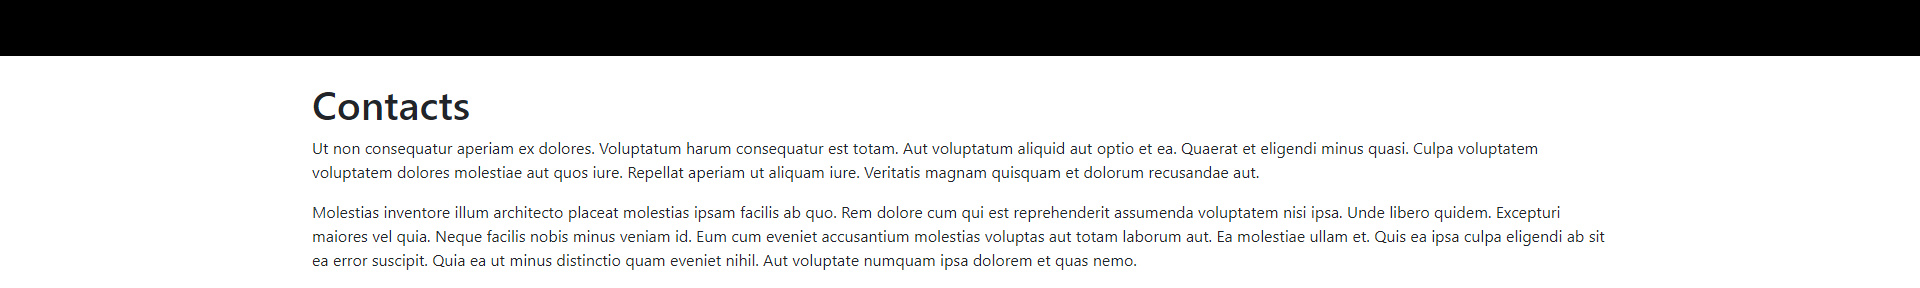 Contacts
Ut non consequatur aperiam ex dolores. Voluptatum harum consequatur est totam. Aut voluptatum aliquid aut optio et ea. Quaerat et eligendi minus quasi. Culpa voluptatem
voluptatem dolores molestiae aut quos iure. Repellat aperiam ut aliquam iure. Veritatis magnam quisquam et dolorum recusandae aut.
Molestias inventore illum architecto placeat molestias ipsam facilis ab quo. Rem dolore cum qui est reprehenderit assumenda voluptatem nisi ipsa. Unde libero quidem. Excepturi
maiores vel quia. Neque facilis nobis minus veniam id. Eum cum eveniet accusantium molestias voluptas aut totam laborum aut. Ea molestiae ullam et. Quis ea ipsa culpa eligendi ab sit
ea error suscipit. Quia ea ut minus distinctio quam eveniet nihil. Aut voluptate numquam ipsa dolorem et quas nemo.